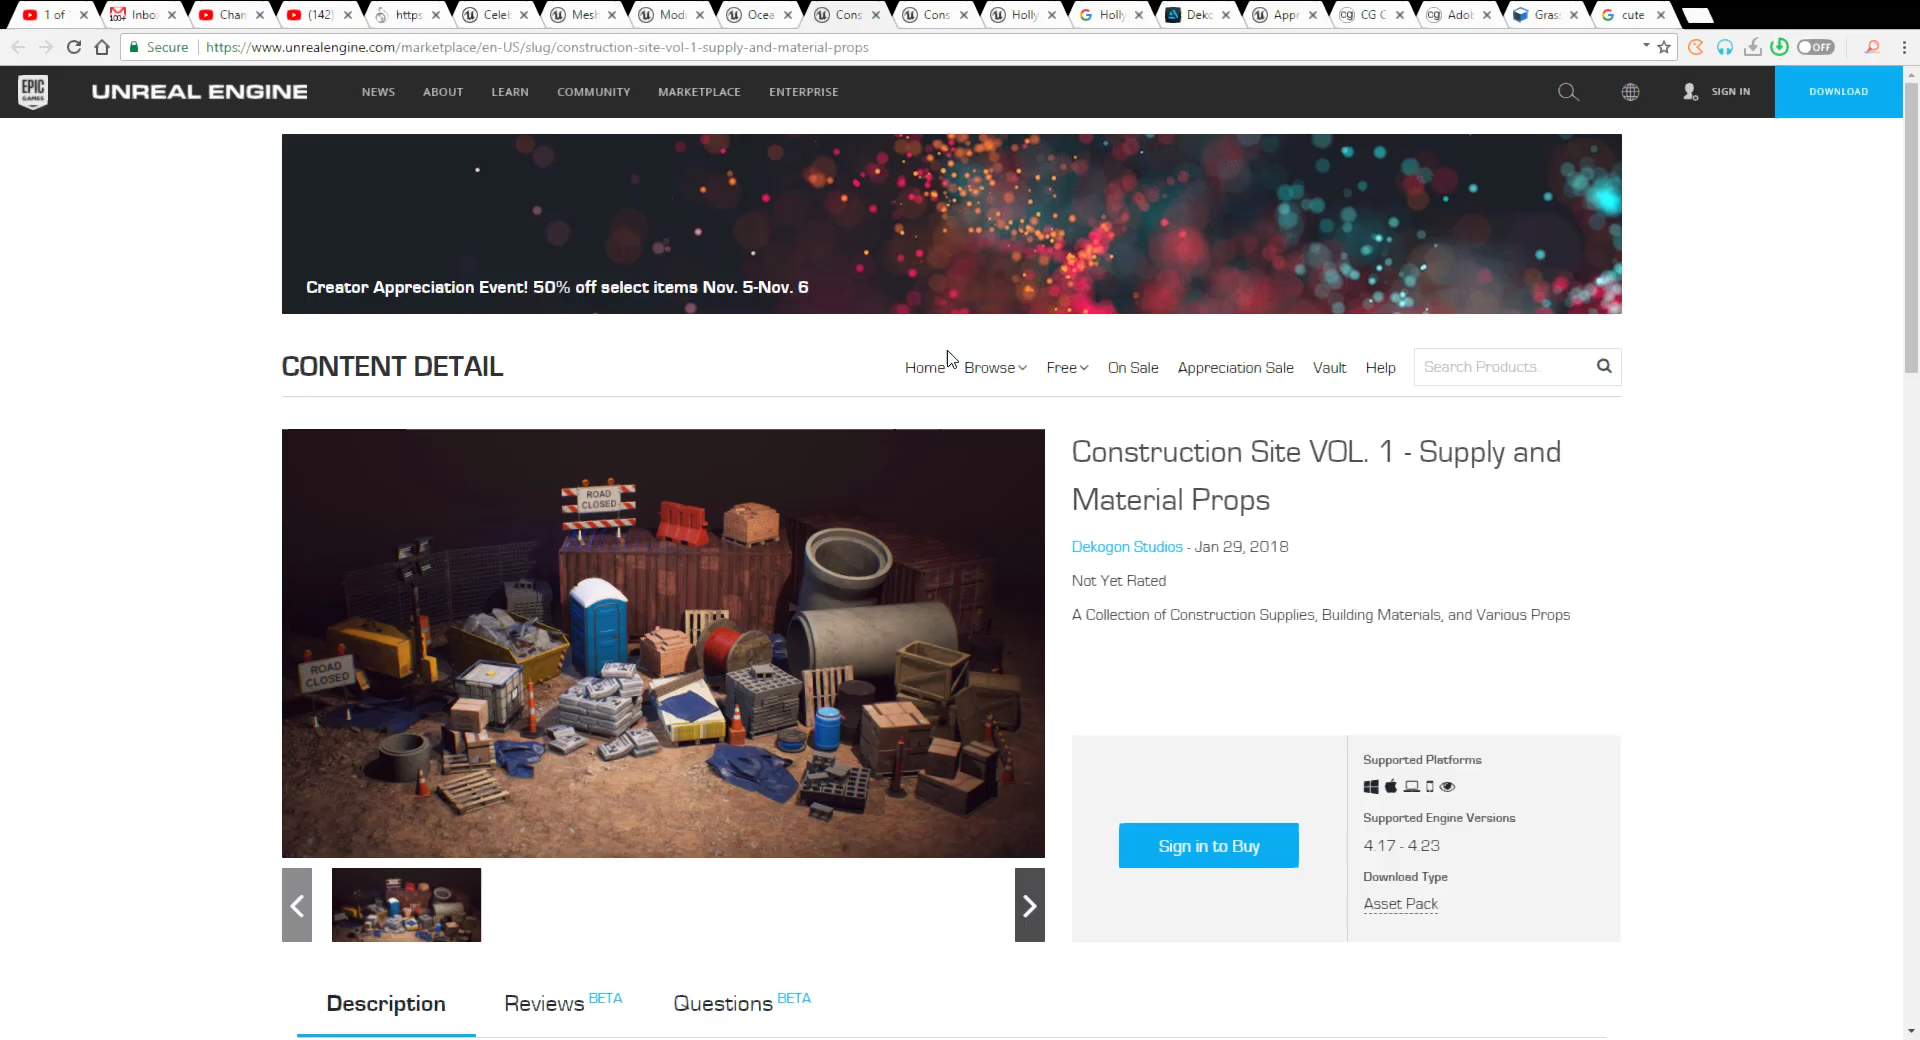 1 of
Inbo
Chan
(142)
https
Celeb
Mesh
Modu
Ocea
Cons
Cons
Holly
Holly
Deko
Appr
CG C
Adob
Gras
cute
Secure
https://www.unrealengine.com/marketplace/en-US/slug/construction-site-vol-1-supply-and-material-props
OFF
EPIC
GAMES
UNREAL ENGINE
NEWS
ABOUT
LEARN
COMMUNITY
MARKETPLACE
ENTERPRISE
SIGN IN
DOWNLOAD
Creator Appreciation Event! 50% off select items Nov. 5-Nov. 6
CONTENT DETAIL
Home
Browse
Free
On Sale
Appreciation Sale
Vault
Help
Search Products.
ROAD
CLOSED
ROAD
CLOSED
Construction Site VOL. 1 - Supply and
Material Props
Dekogon Studios - Jan 29, 2018
Not Yet Rated
A Collection of Construction Supplies, Building Materials, and Various Props
Sign in to Buy
Supported Platforms
Supported Engine Versions
4.17 - 4.23
Download Type
Asset Pack
Description
Reviews BETA
Questions BETA